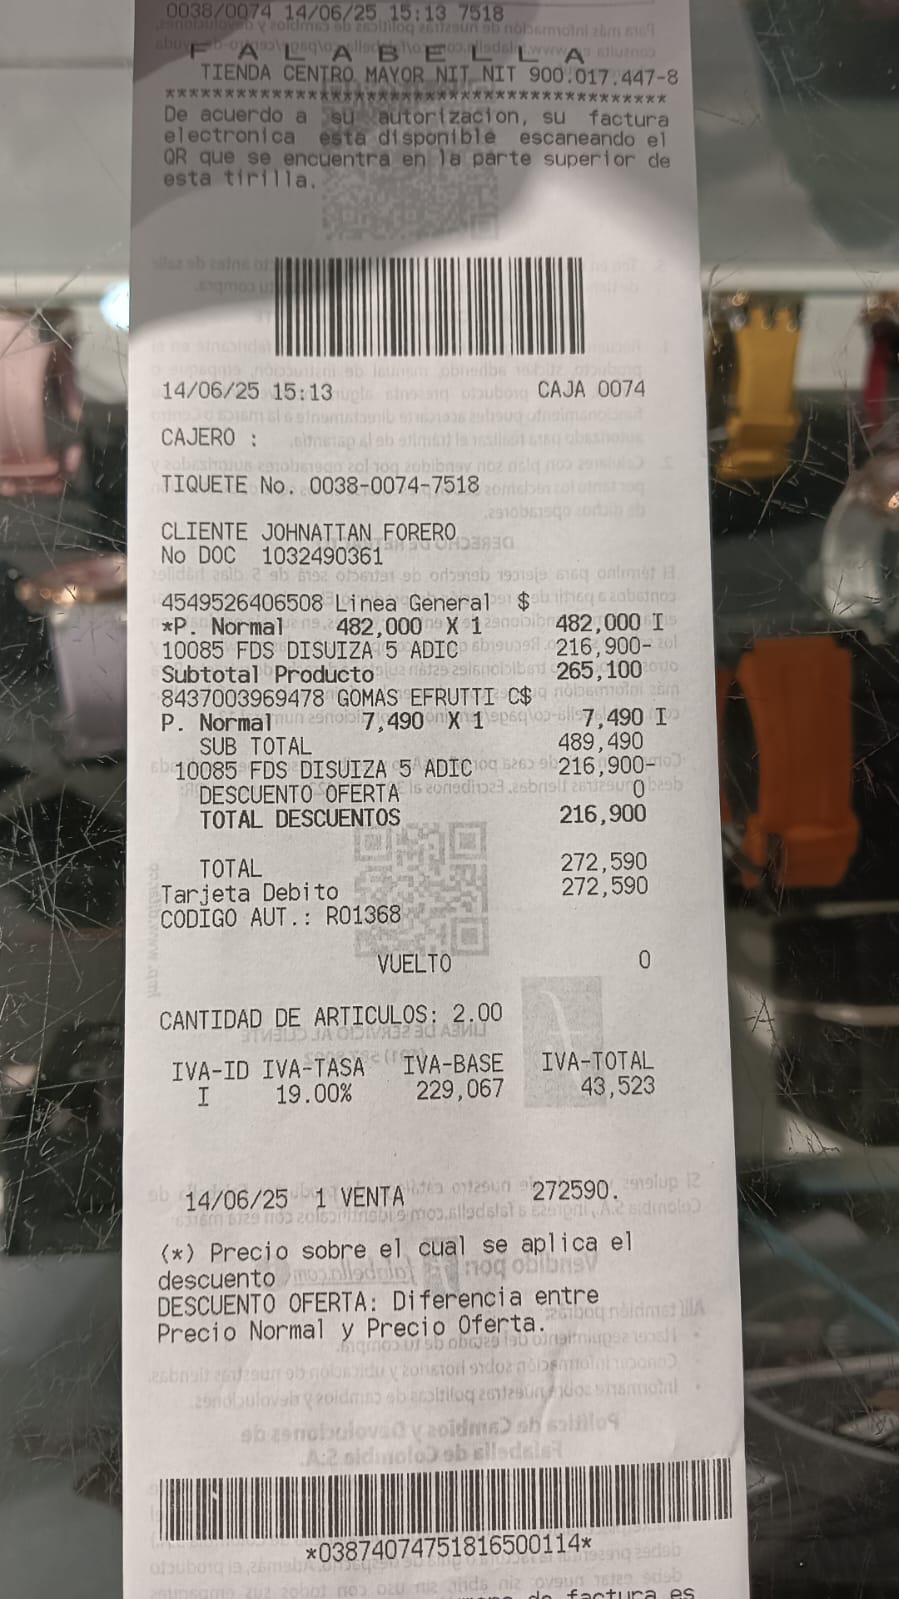 0038/0074 14/06/25 15:13 7518
F A L A B E L L A
TIENDA CENTRO MAYOR NIT NIT 900.017.447-8
*******************************************
De acuerdo a su autorizacion, su factura
electronica esta disponible escaneando el
QR que se encuentra en la parte superior de
esta tirilla.
14/06/25 15:13 CAJA 0074
CAJERO :
TIQUETE No. 0038-0074-7518
CLIENTE JOHNATTAN FORERO
No DOC 1032490361
4549526406508 Linea General $
*P. Normal 482,000 X 1 482,000 I
10085 FDS DISUIZA 5 ADIC 216,900-
Subtotal Producto 265,100
8437003969478 GOMAS EFRUTTI C$
P. Normal 7,490 X 1 7,490 I
SUB TOTAL 489,490
10085 FDS DISUIZA 5 ADIC 216,900-
DESCUENTO OFERTA 0
TOTAL DESCUENTOS 216,900
TOTAL 272,590
Tarjeta Debito 272,590
CODIGO AUT.: RO1368
VUELTO 0
CANTIDAD DE ARTICULOS: 2.00
IVA-ID IVA-TASA IVA-BASE IVA-TOTAL
I 19.00% 229,067 43,523
14/06/25 1 VENTA 272590.
(*) Precio sobre el cual se aplica el
descuento
DESCUENTO OFERTA: Diferencia entre
Precio Normal y Precio Oferta.
*03874074751816500114*
de factura es